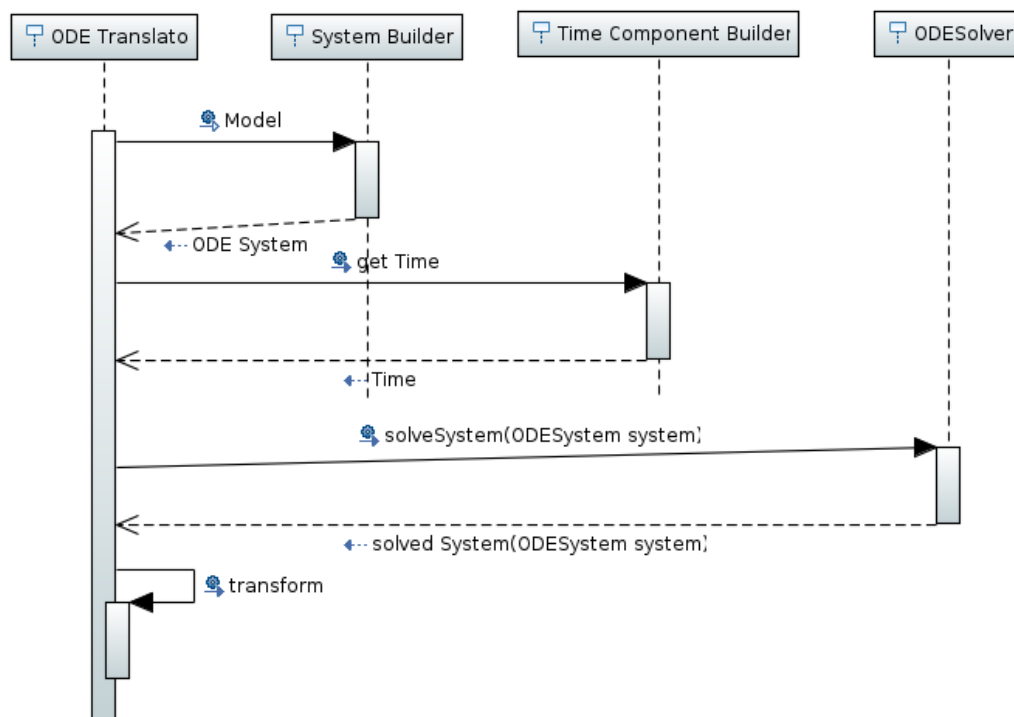 ODE Translato
System Builder
Time Component Builder
ODESolver
Model
ODE System
get Time
Time
solveSystem(ODESystem system)
solved System(ODESystem system)
transform